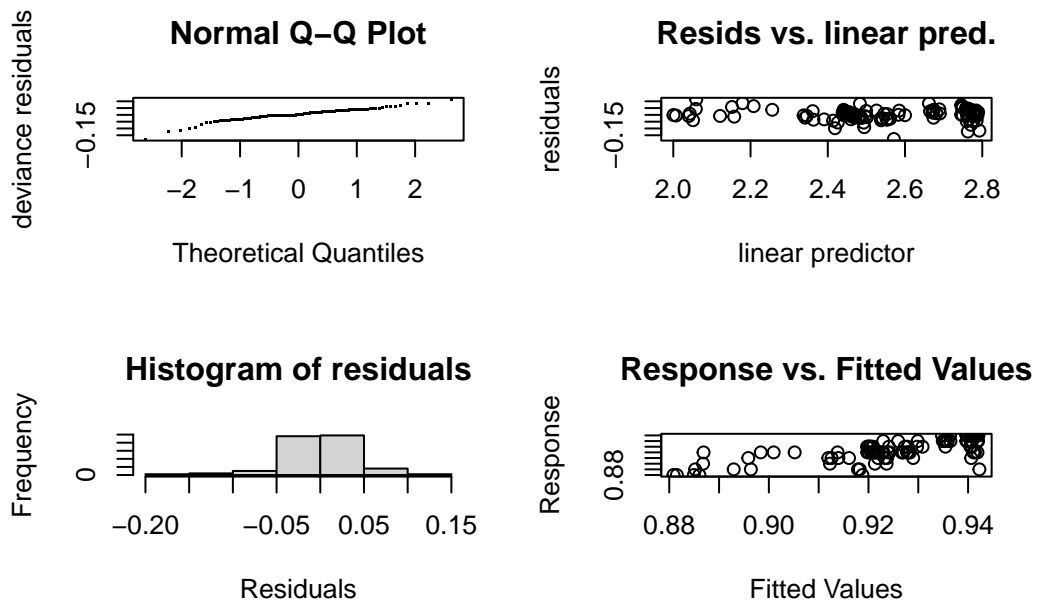 Normal Q−Q Plot
deviance residuals
−0.15
−2 −1 0 1 2
Theoretical Quantiles
Resids vs. linear pred.
residuals
−0.15
2.0 2.2 2.4 2.6 2.8
linear predictor
Histogram of residuals
Frequency
0
−0.20 −0.05 0.05 0.15
Residuals
Response vs. Fitted Values
Response
0.88
0.88 0.90 0.92 0.94
Fitted Values